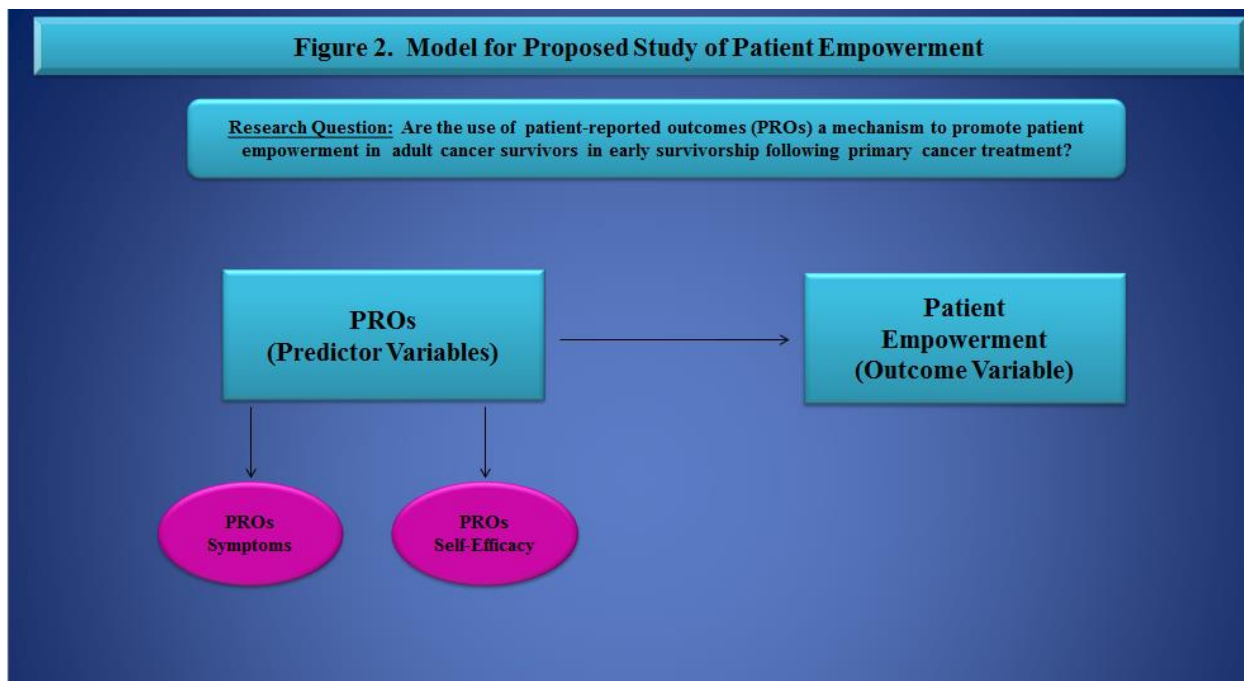 Figure 2. Model for Proposed Study of Patient Empowerment
Research Question: Are the use of patient-reported outcomes (PROs) a mechanism to promote patient
empowerment in adult cancer survivors in early survivorship following primary cancer treatment?
PROs
(Predictor Variables)
Patient
Empowerment
(Outcome Variable)
PROs
Symptoms
PROs
Self-Efficacy